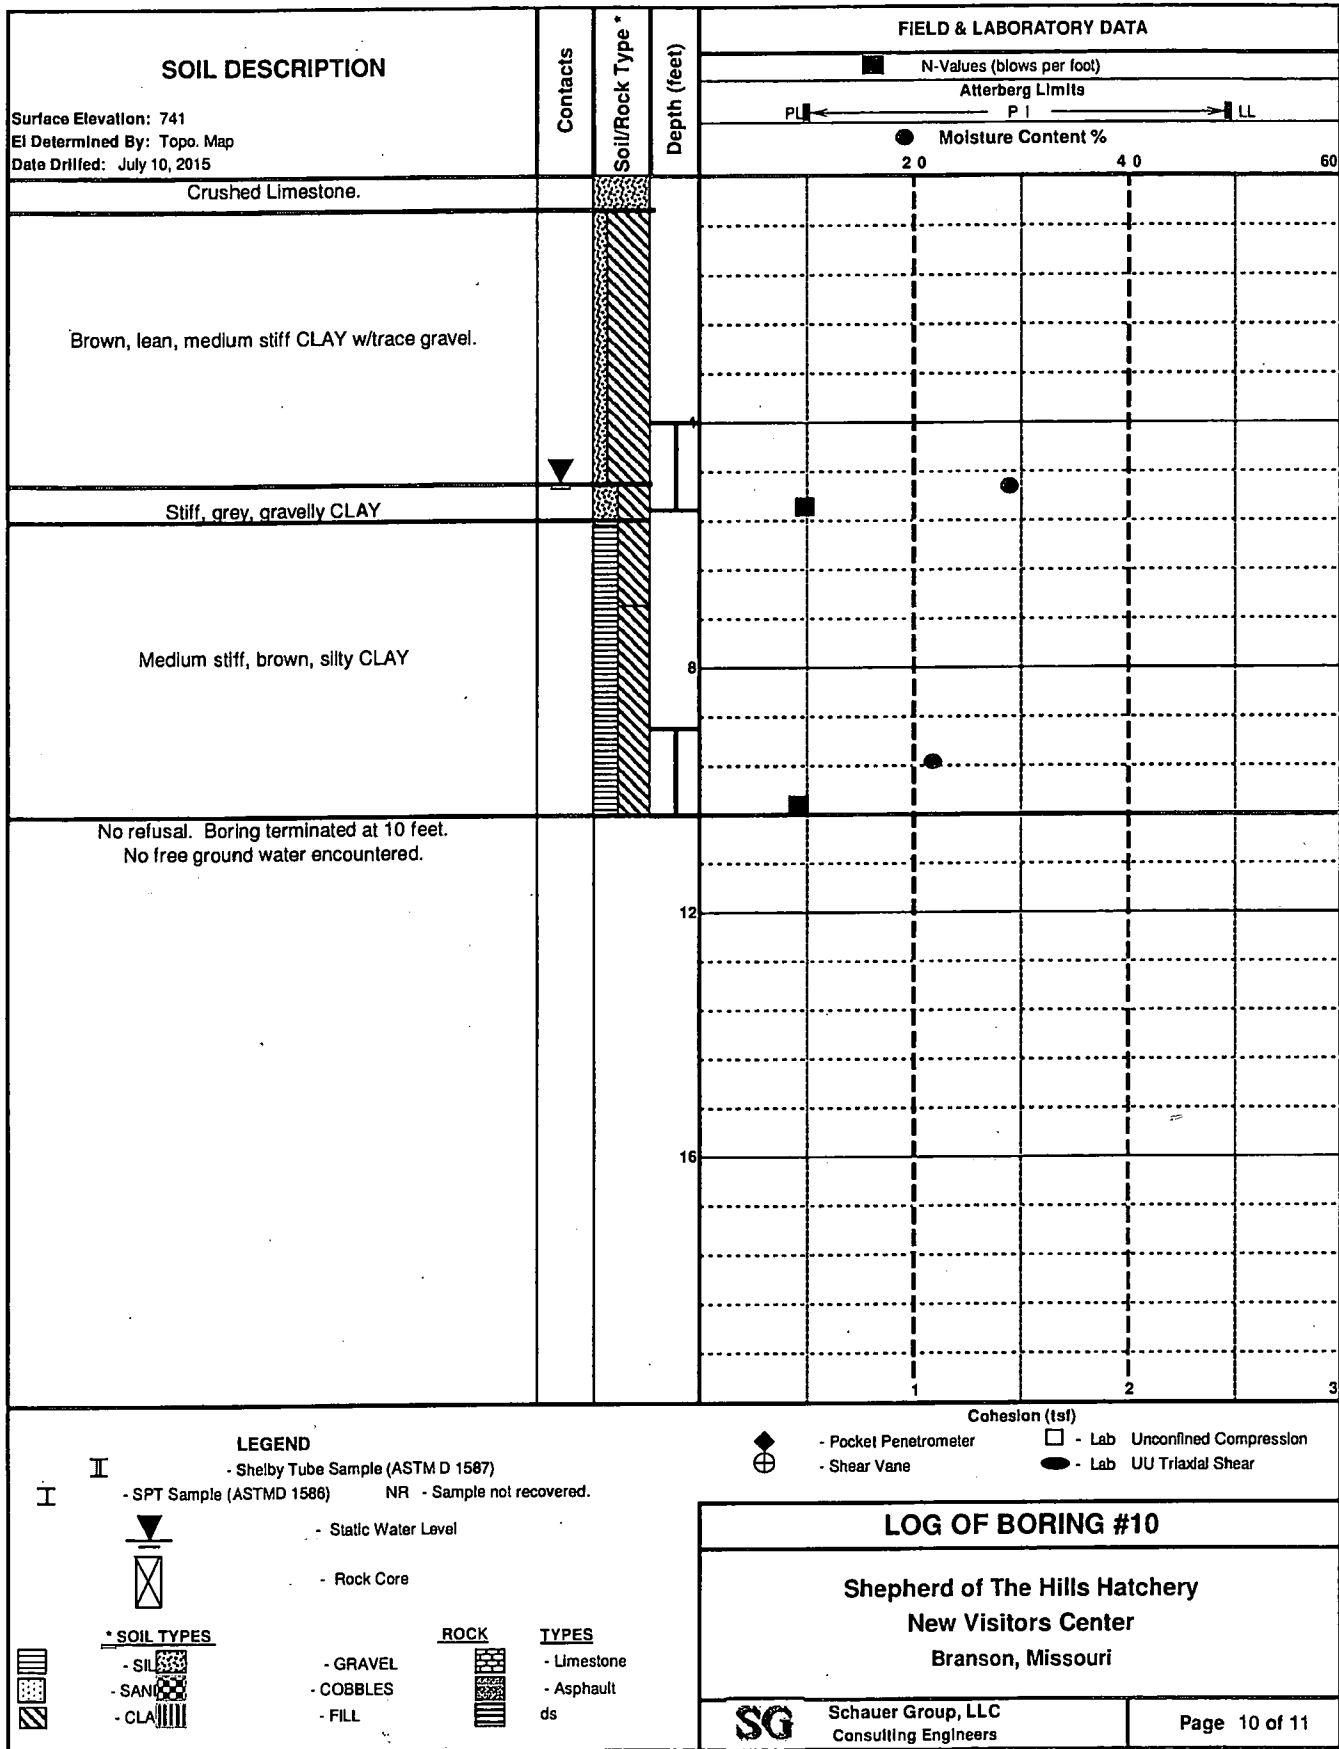 SOIL DESCRIPTION
Surface Elevation: 741
El Determined By: Topo. Map
Date Drilled: July 10, 2015
Contacts
Soil/Rock Type *
Depth (feet)
FIELD & LABORATORY DATA
N-Values (blows per foot)
Atterberg Limits
PL PI LL
Moisture Content %
20 40 60
Crushed Limestone.
Brown, lean, medium stiff CLAY w/trace gravel.
4
Stiff, grey, gravelly CLAY
Medium stiff, brown, silty CLAY
8
No refusal. Boring terminated at 10 feet.
No free ground water encountered.
12
16
1 2 3
Cohesion (tsf)
- Pocket Penetrometer
- Lab Unconfined Compression
- Shear Vane
- Lab UU Triaxial Shear
LEGEND
- Shelby Tube Sample (ASTM D 1587)
- SPT Sample (ASTMD 1586) NR - Sample not recovered.
- Static Water Level
- Rock Core
* SOIL TYPES ROCK TYPES
- SIL - GRAVEL - Limestone
- SAN - COBBLES - Asphault
- CLA - FILL ds
LOG OF BORING #10
Shepherd of The Hills Hatchery
New Visitors Center
Branson, Missouri
SG
Schauer Group, LLC
Consulting Engineers
Page 10 of 11